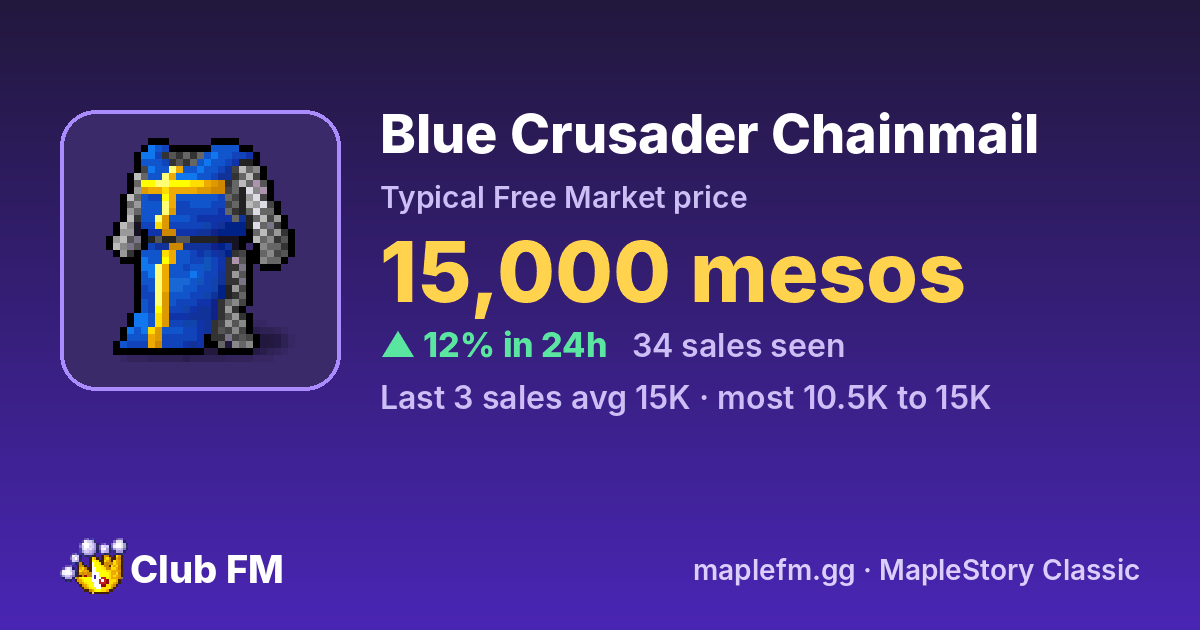 Blue Crusader Chainmail
Typical Free Market price
15,000 mesos
▲ 12% in 24h 34 sales seen
Last 3 sales avg 15K · most 10.5K to 15K
Club FM
maplefm.gg · MapleStory Classic